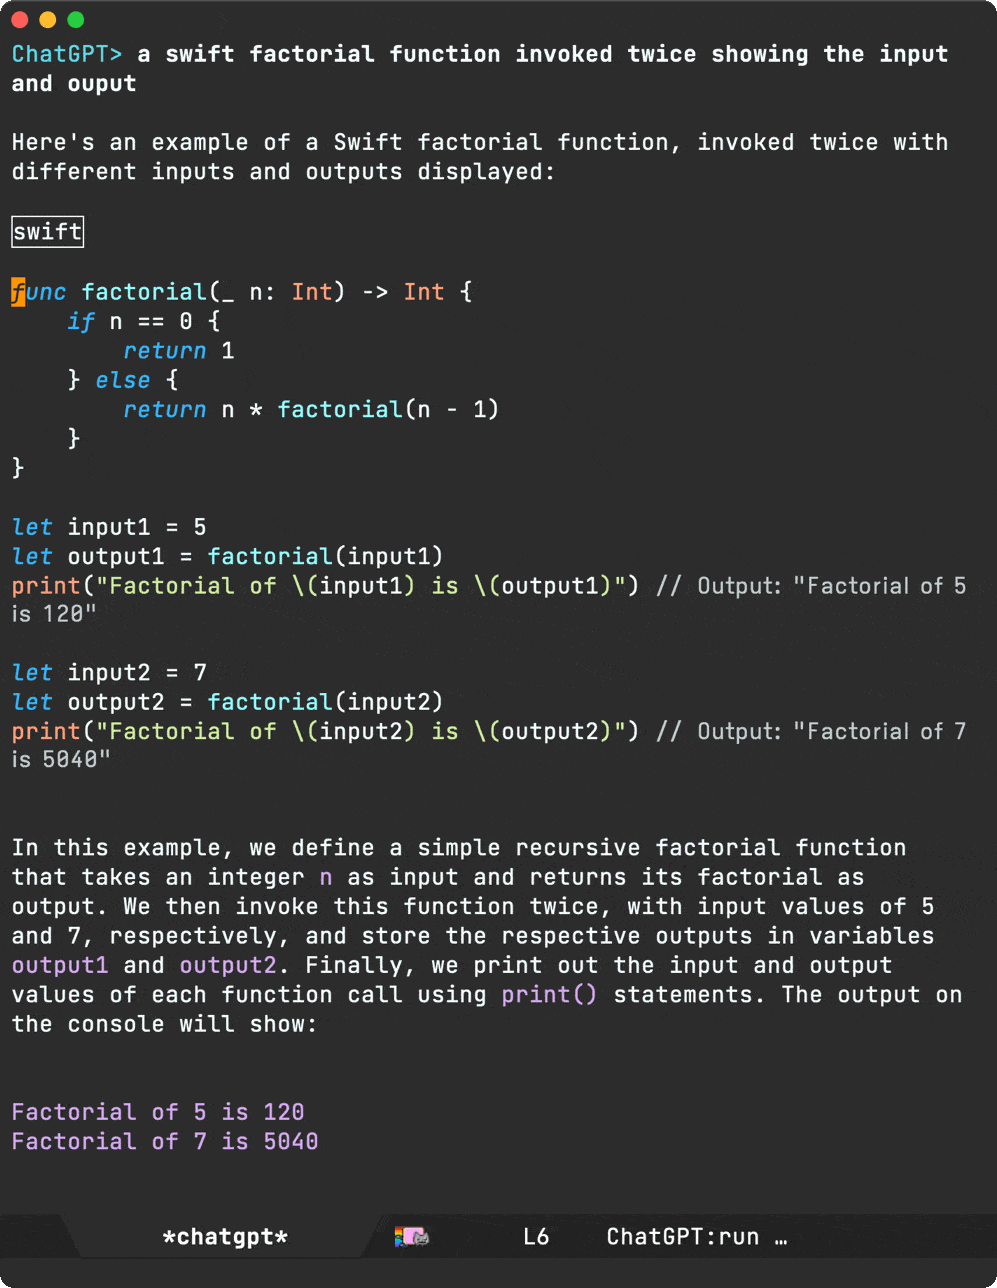 ChatGPT> a swift factorial function invoked twice showing the input
and ouput
Here's an example of a Swift factorial function, invoked twice with
different inputs and outputs displayed:
swift
func factorial(_ n: Int) -> Int {
    if n == 0 {
        return 1
    } else {
        return n * factorial(n - 1)
    }
}
let input1 = 5
let output1 = factorial(input1)
print("Factorial of \(input1) is \(output1)") // Output: "Factorial of 5
is 120"
let input2 = 7
let output2 = factorial(input2)
print("Factorial of \(input2) is \(output2)") // Output: "Factorial of 7
is 5040"
In this example, we define a simple recursive factorial function
that takes an integer n as input and returns its factorial as
output. We then invoke this function twice, with input values of 5
and 7, respectively, and store the respective outputs in variables
output1 and output2. Finally, we print out the input and output
values of each function call using print() statements. The output on
the console will show:
Factorial of 5 is 120
Factorial of 7 is 5040
*chatgpt* L6 ChatGPT:run …